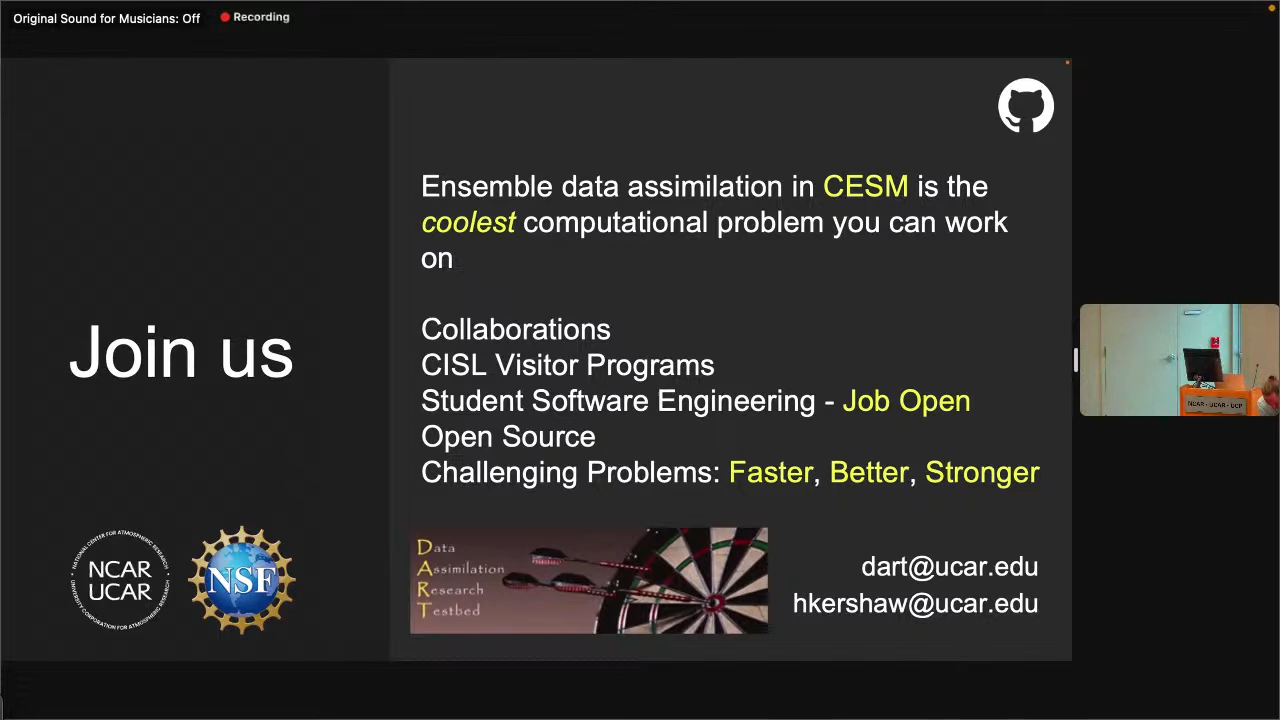 Original Sound for Musicians: Off
Recording
Ensemble data assimilation in CESM is the
coolest computational problem you can work
on
Join us
Collaborations
CISL Visitor Programs
Student Software Engineering - Job Open
Open Source
Challenging Problems: Faster, Better, Stronger
NATIONAL CENTER FOR ATMOSPHERIC RESEARCH
NCAR
UCAR
UNIVERSITY CORPORATION FOR ATMOSPHERIC RESEARCH
NSF
Data
Assimilation
Research
Testbed
dart@ucar.edu
hkershaw@ucar.edu
NCAR - UCAR - UCP